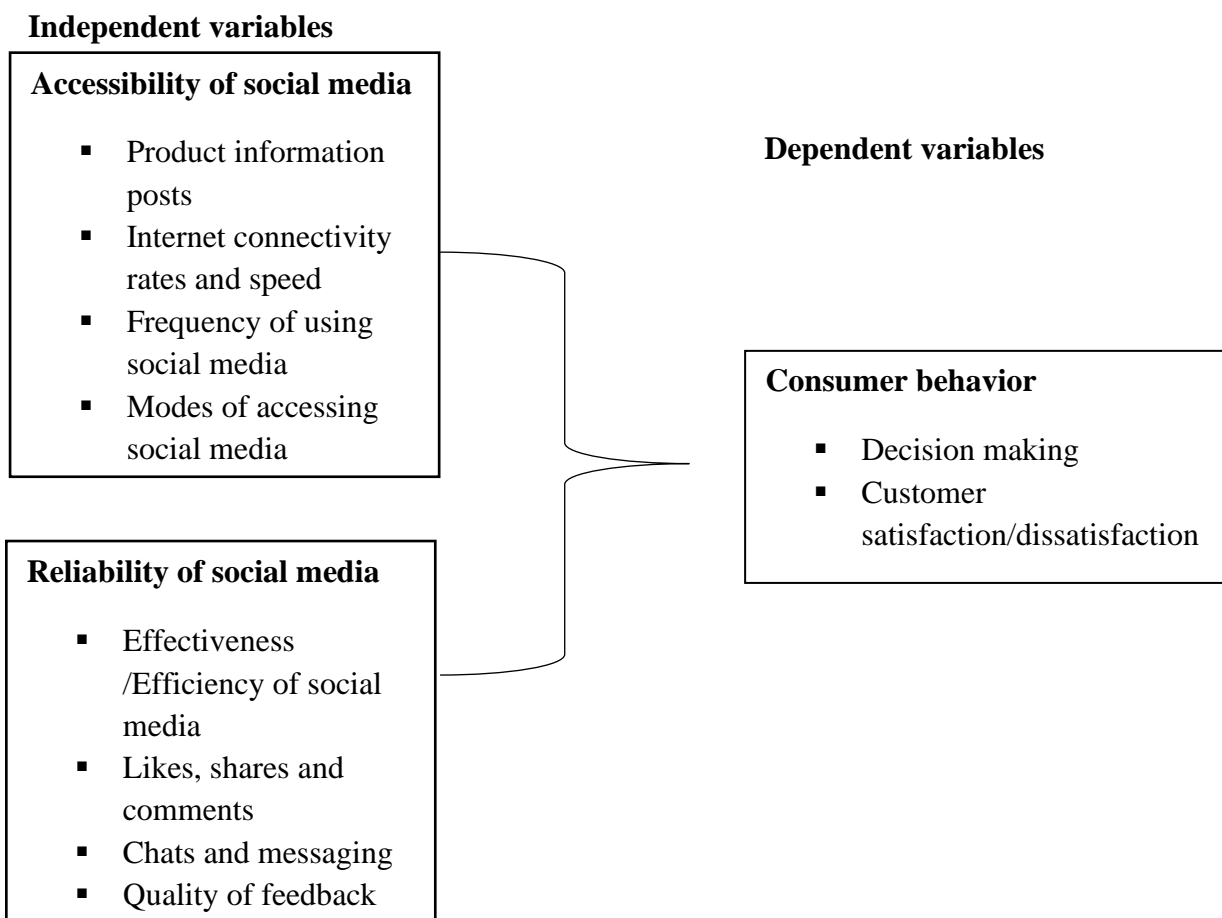 Independent variables
Accessibility of social media
▪ Product information
posts
▪ Internet connectivity
rates and speed
▪ Frequency of using
social media
▪ Modes of accessing
social media
Reliability of social media
▪ Effectiveness
/Efficiency of social
media
▪ Likes, shares and
comments
▪ Chats and messaging
▪ Quality of feedback
Dependent variables
Consumer behavior
▪ Decision making
▪ Customer
satisfaction/dissatisfaction